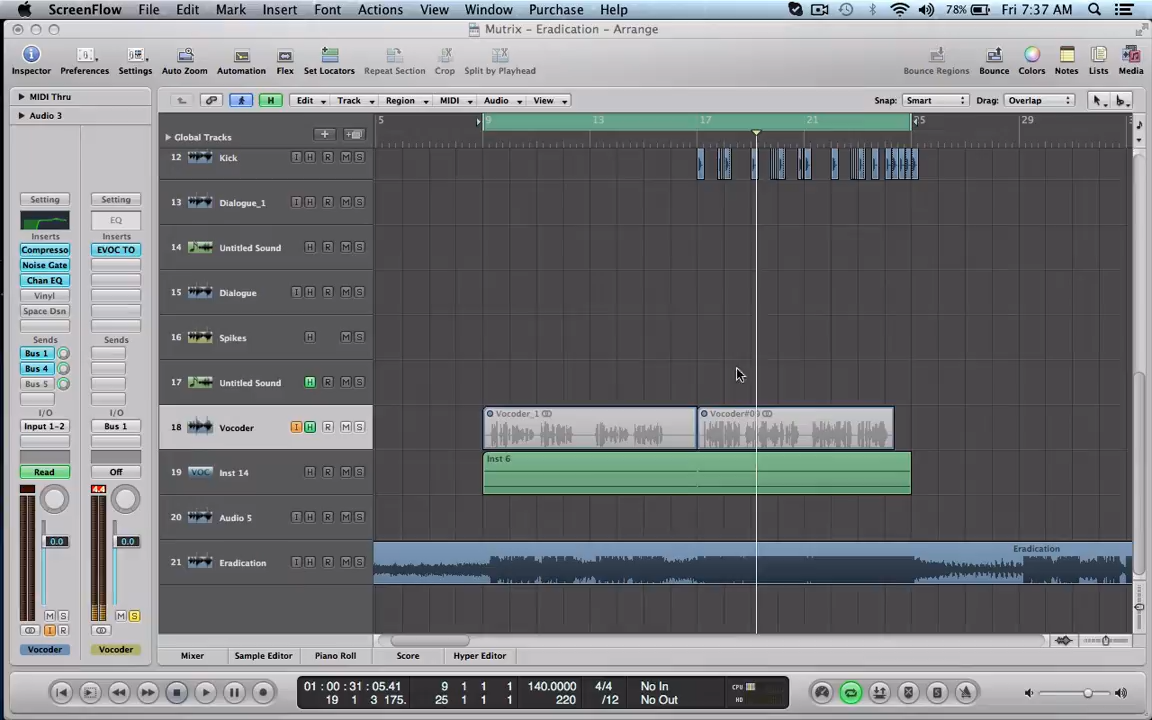 ScreenFlow File Edit Mark Insert Font Actions View Window Purchase Help 78% Fri 7:37 AM
Mutrix – Eradication – Arrange
Inspector Preferences Settings Auto Zoom Automation Flex Set Locators Repeat Section Crop Split by Playhead Bounce Regions Bounce Colors Notes Lists Media
MIDI Thru
Audio 3
Edit Track Region MIDI Audio View Snap: Smart Drag: Overlap
Global Tracks
5 9 13 17 21 25 29
12 Kick I H R M S
13 Dialogue_1 I H R M S
14 Untitled Sound H R M S
15 Dialogue I H R M S
16 Spikes H M S
17 Untitled Sound H R M S
18 Vocoder I H R M S
Vocoder_1
19 Inst 14 H R M S
VOC
Inst 6
20 Audio 5 I H R M S
21 Eradication I H R M S
Eradication
Setting Setting
EQ
Inserts Inserts
Compresso EVOC TO
Noise Gate
Chan EQ
Vinyl
Space Dsn
Sends Sends
Bus 1
Bus 4
Bus 5
I/O I/O
Input 1-2 Bus 1
Read Off
4.4
0.0 0.0
M S M S
I R
Vocoder Vocoder
Mixer Sample Editor Piano Roll Score Hyper Editor
01 : 00 : 31 : 05.41 9 1 1 1 140.0000 4/4 No In CPU
19 1 3 175. 25 1 1 1 220 /12 No Out HD